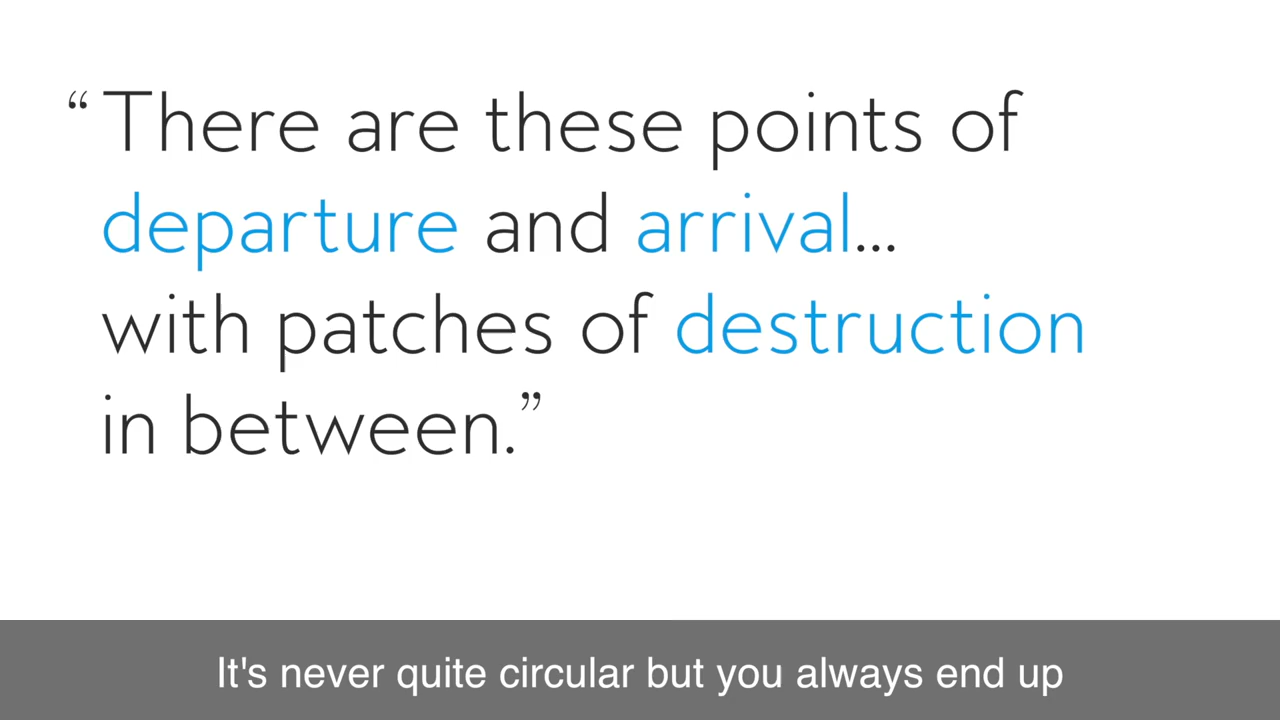 “There are these points of
departure and arrival...
with patches of destruction
in between.”
It's never quite circular but you always end up